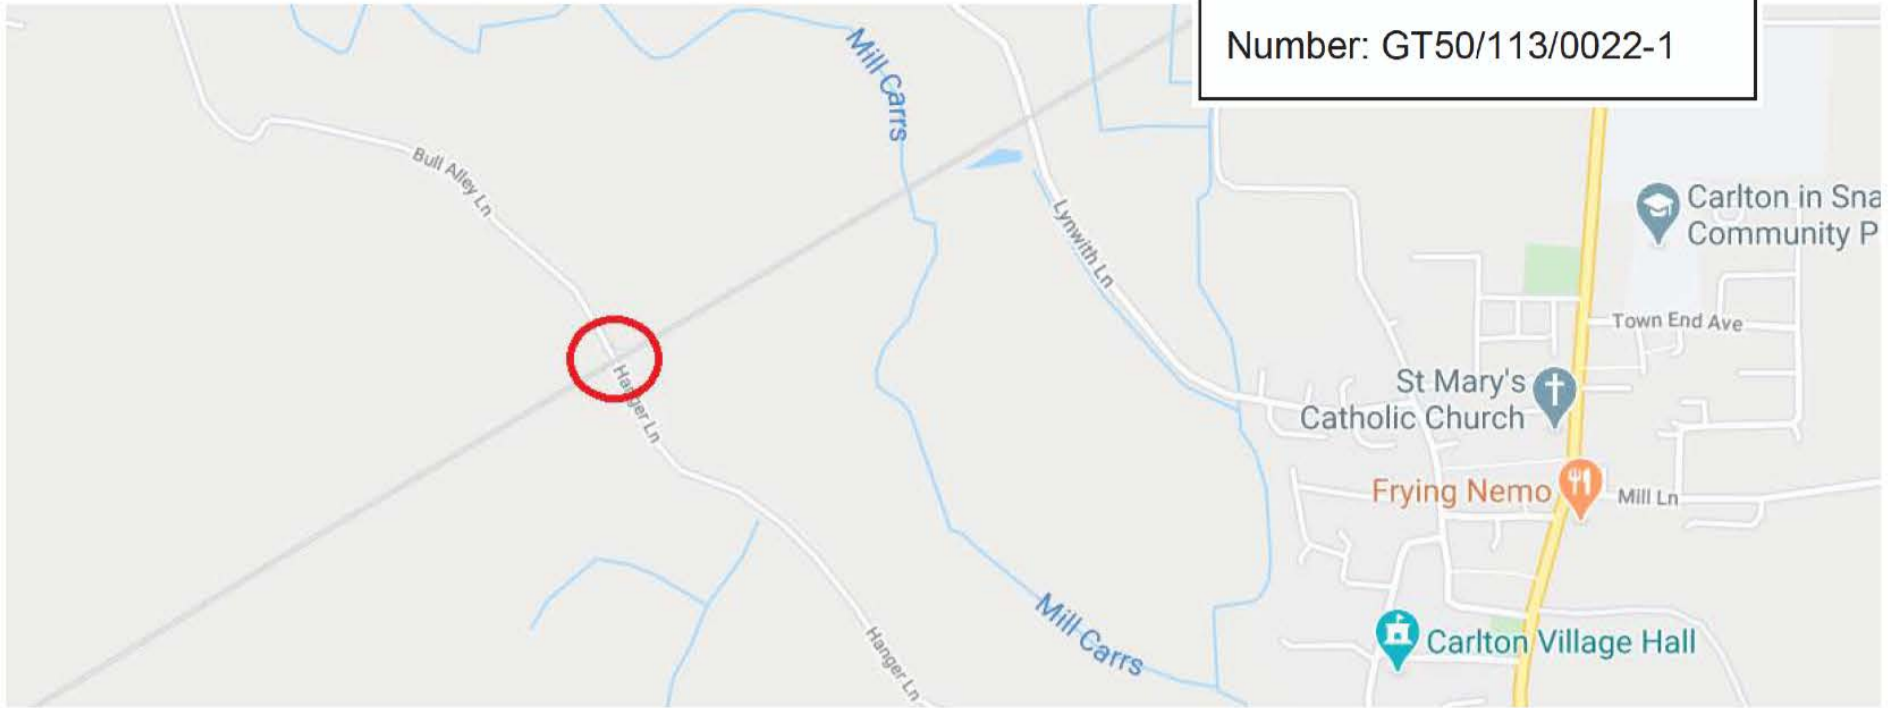 Number: GT50/113/0022-1
Mill Carrs
Bull Alley Ln
Lynwith Ln
Carlton in Sna
Community P
Town End Ave
Hanger Ln
St Mary's
Catholic Church
Frying Nemo
Mill Ln
Mill Carrs
Hanger Ln
Carlton Village Hall